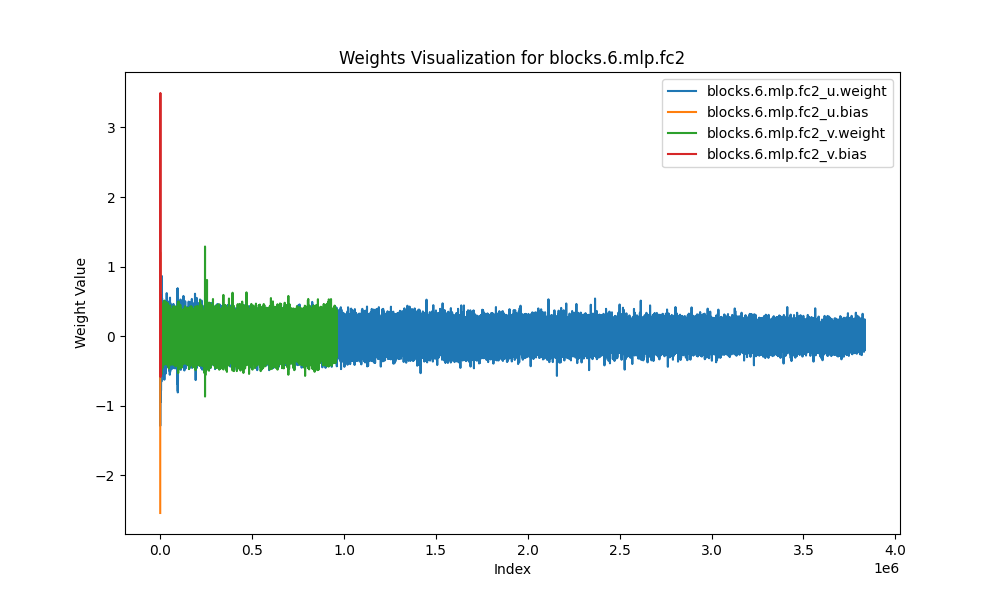 Weights Visualization for blocks.6.mlp.fc2
blocks.6.mlp.fc2_u.weight
blocks.6.mlp.fc2_u.bias
blocks.6.mlp.fc2_v.weight
blocks.6.mlp.fc2_v.bias
Weight Value
3
2
1
0
−1
−2
0.0 0.5 1.0 1.5 2.0 2.5 3.0 3.5 4.0
1e6
Index